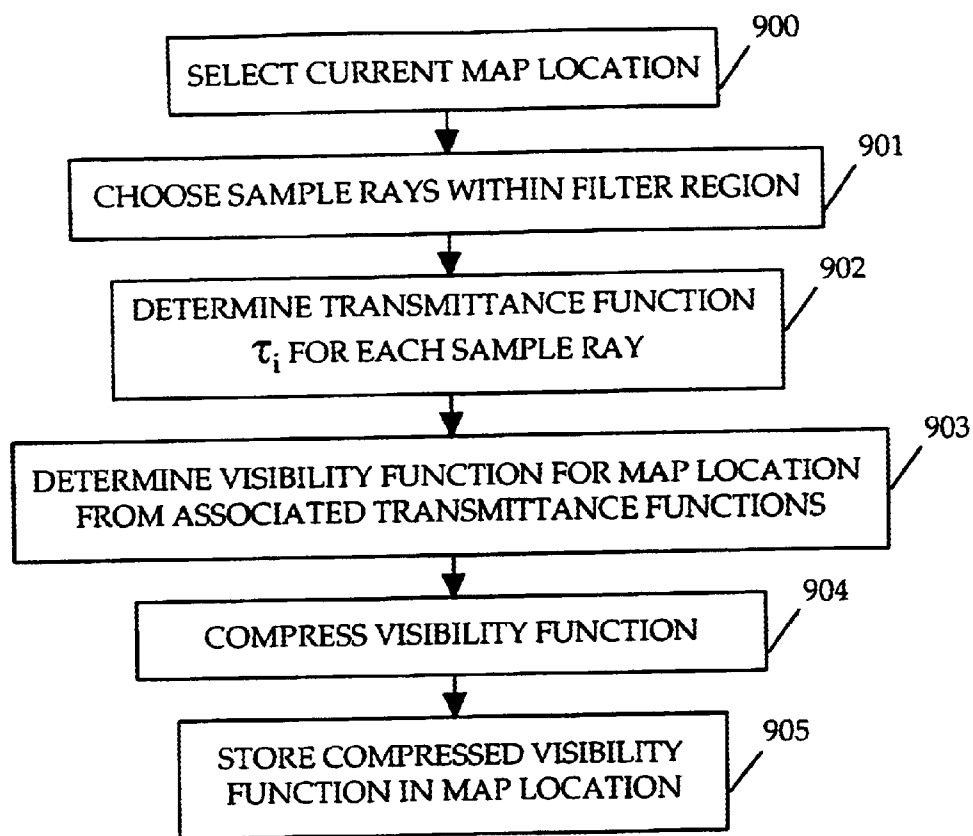 900
SELECT CURRENT MAP LOCATION
901
CHOOSE SAMPLE RAYS WITHIN FILTER REGION
902
DETERMINE TRANSMITTANCE FUNCTION
τi FOR EACH SAMPLE RAY
903
DETERMINE VISIBILITY FUNCTION FOR MAP LOCATION
FROM ASSOCIATED TRANSMITTANCE FUNCTIONS
904
COMPRESS VISIBILITY FUNCTION
905
STORE COMPRESSED VISIBILITY
FUNCTION IN MAP LOCATION